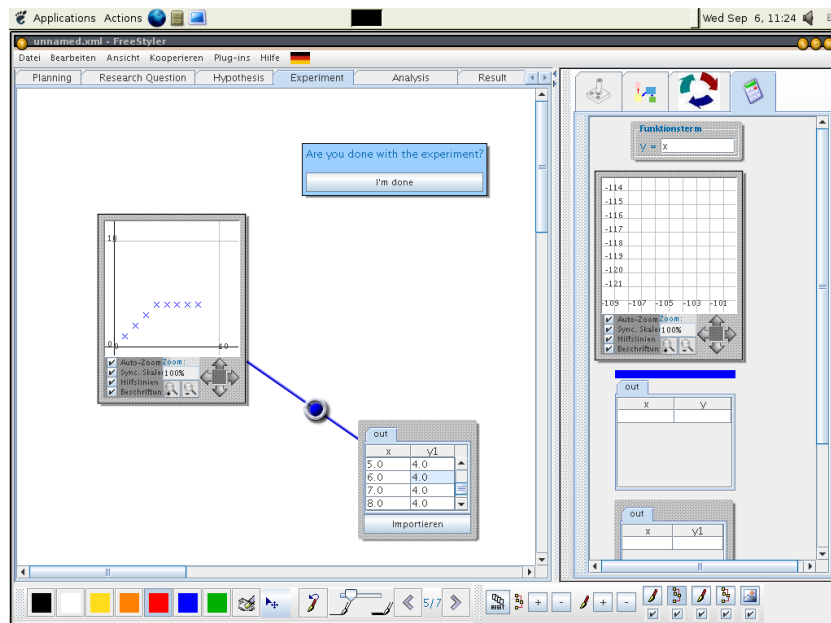 Applications Actions
Wed Sep 6, 11:24
unnamed.xml - FreeStyler
Datei Bearbeiten Ansicht Kooperieren Plug-ins Hilfe
Planning Research Question Hypothesis Experiment Analysis Result
Are you done with the experiment?
I'm done
10
0 0 10
Auto-Zoom Zoom:
Sync. Skale 100%
Hilfslinien
Beschriftun
out
x y1
5.0 4.0
6.0 4.0
7.0 4.0
8.0 4.0
Importieren
Funktionsterm
y = x
-114
-115
-116
-117
-118
-119
-120
-121
-109 -107 -105 -103 -101
Auto-Zoom Zoom:
Sync. Skale 100%
Hilfslinien
Beschriftun
out
x y
out
x y1
5/7
RESET
+ - + -